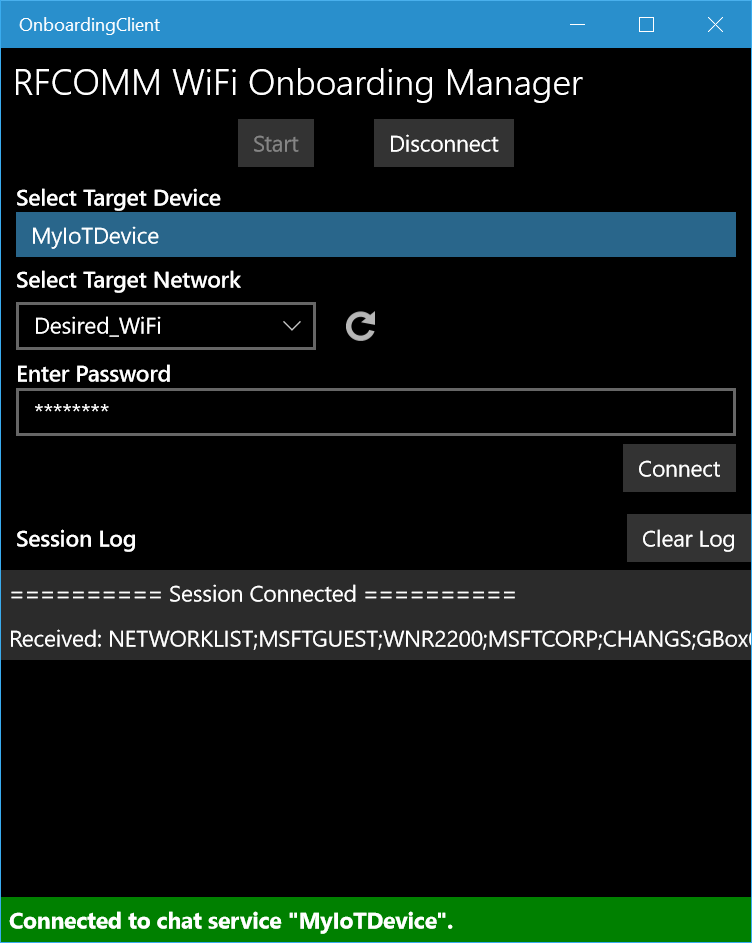 OnboardingClient
RFCOMM WiFi Onboarding Manager
Start Disconnect
Select Target Device
MyIoTDevice
Select Target Network
Desired_WiFi
Enter Password
********
Connect
Session Log Clear Log
========== Session Connected ==========
Received: NETWORKLIST;MSFTGUEST;WNR2200;MSFTCORP;CHANGS;GBox
Connected to chat service "MyIoTDevice".